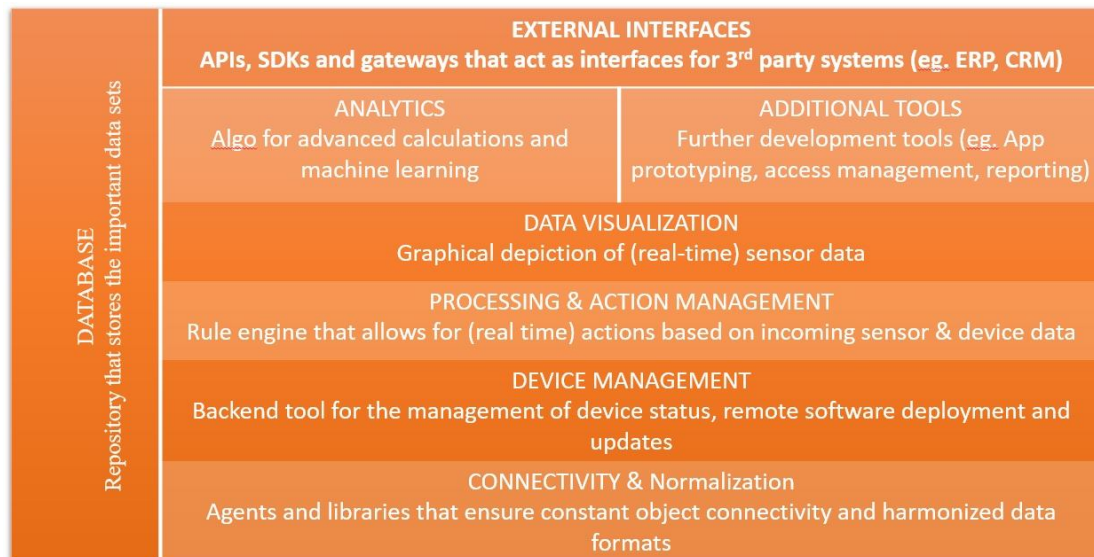 DATABASE
Repository that stores the important data sets
EXTERNAL INTERFACES
APIs, SDKs and gateways that act as interfaces for 3rd party systems (eg. ERP, CRM)
ANALYTICS
Algo for advanced calculations and
machine learning
ADDITIONAL TOOLS
Further development tools (eg. App
prototyping, access management, reporting)
DATA VISUALIZATION
Graphical depiction of (real-time) sensor data
PROCESSING & ACTION MANAGEMENT
Rule engine that allows for (real time) actions based on incoming sensor & device data
DEVICE MANAGEMENT
Backend tool for the management of device status, remote software deployment and
updates
CONNECTIVITY & Normalization
Agents and libraries that ensure constant object connectivity and harmonized data
formats